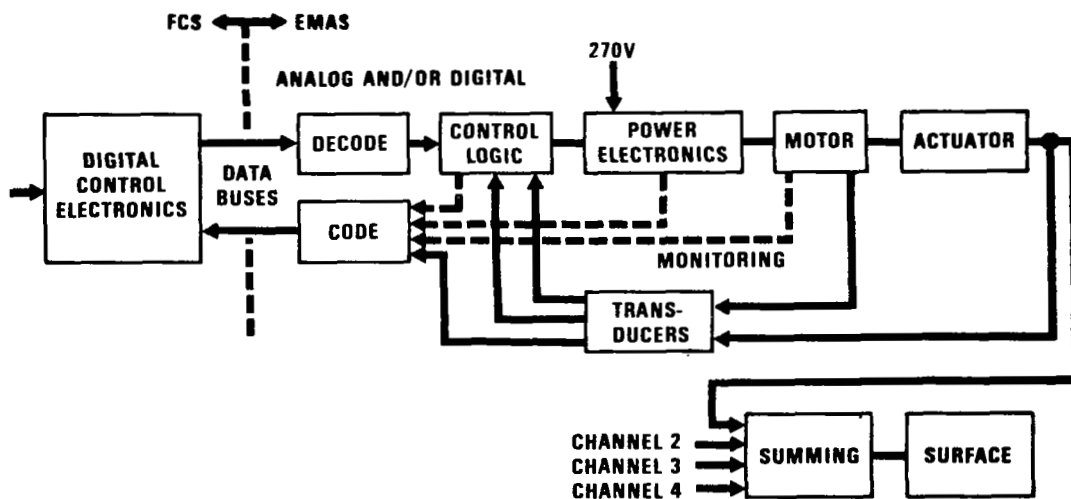 FCS EMAS
270V
ANALOG AND/OR DIGITAL
DIGITAL
CONTROL
ELECTRONICS
DATA
BUSES
DECODE
CONTROL
LOGIC
POWER
ELECTRONICS
MOTOR
ACTUATOR
CODE
MONITORING
TRANS-
DUCERS
CHANNEL 2
CHANNEL 3
CHANNEL 4
SUMMING
SURFACE